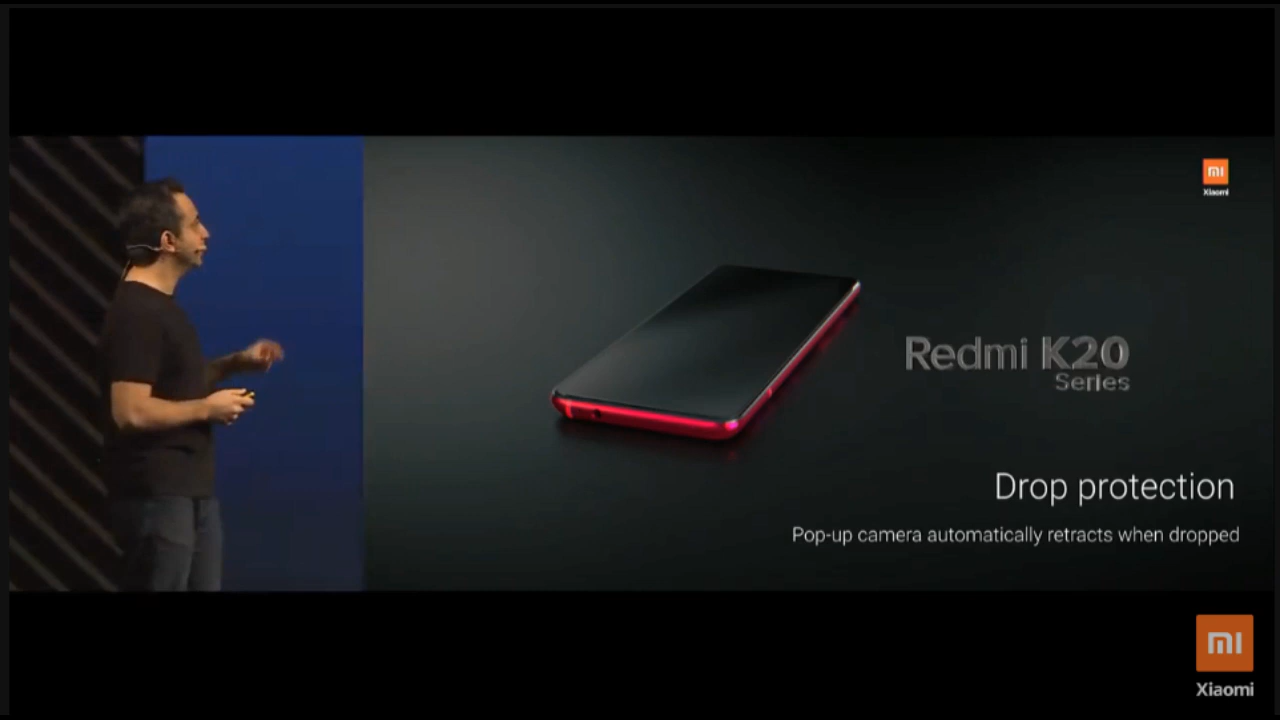 mi
Xiaomi
Redmi K20
Series
Drop protection
Pop-up camera automatically retracts when dropped
mi
Xiaomi